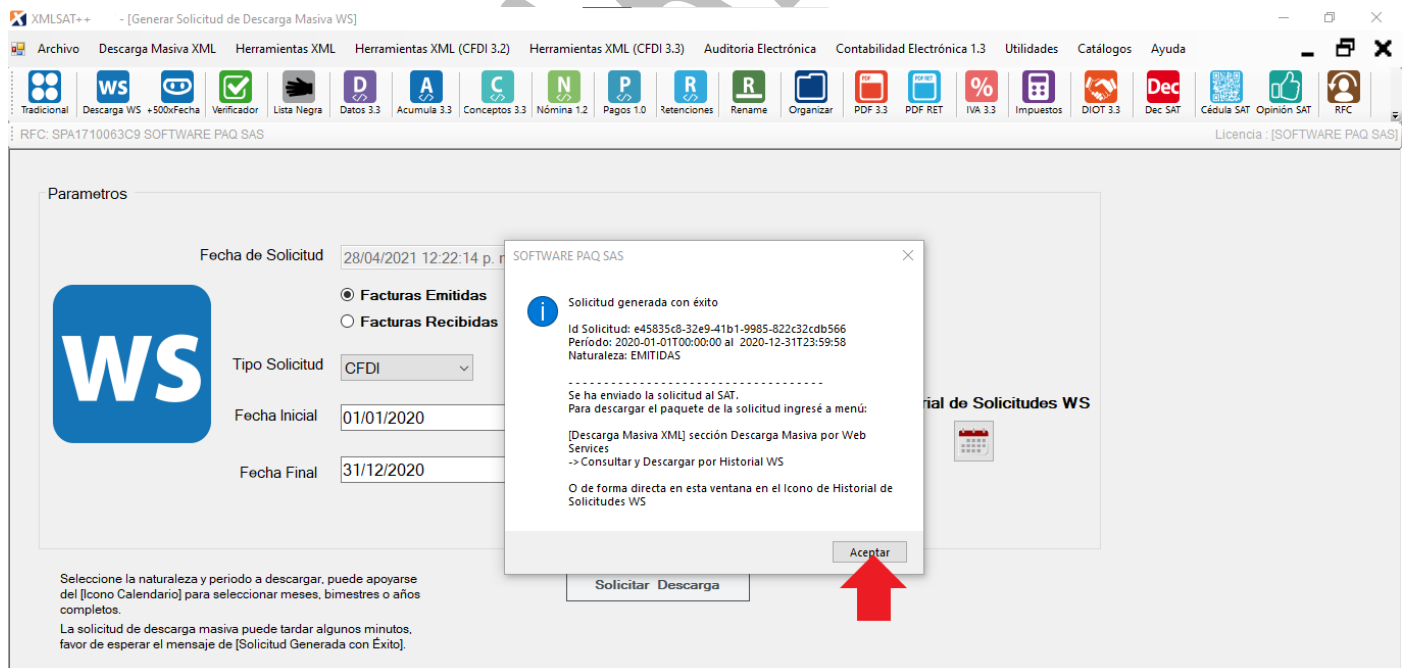 XMLSAT++ - [Generar Solicitud de Descarga Masiva WS]
Archivo Descarga Masiva XML Herramientas XML Herramientas XML (CFDI 3.2) Herramientas XML (CFDI 3.3) Auditoria Electrónica Contabilidad Electrónica 1.3 Utilidades Catálogos Ayuda
WS D A C N P R R PDF PDF RET % Dec
Tradicional Descarga WS +500xFecha Verificador Lista Negra Datos 3.3 Acumula 3.3 Conceptos 3.3 Nómina 1.2 Pagos 1.0 Retenciones Rename Organizar PDF 3.3 PDF RET IVA 3.3 Impuestos DIOT 3.3 Dec SAT Cédula SAT Opinión SAT RFC
RFC: SPA1710063C9 SOFTWARE PAQ SAS Licencia : [SOFTWARE PAQ SAS]
Parametros
Fecha de Solicitud 28/04/2021 12:22:14 p.
Facturas Emitidas
Facturas Recibidas
WS
Tipo Solicitud CFDI
Fecha Inicial 01/01/2020
Fecha Final 31/12/2020
SOFTWARE PAQ SAS
Solicitud generada con éxito
Id Solicitud: e45835c8-32e9-41b1-9985-822c32cdb566
Período: 2020-01-01T00:00:00 al 2020-12-31T23:59:58
Naturaleza: EMITIDAS
- - - - - - - - - - - - - - - - - - - - - - - - - - - - - - - - - - - -
Se ha enviado la solicitud al SAT.
Para descargar el paquete de la solicitud ingresé a menú:
[Descarga Masiva XML] sección Descarga Masiva por Web
Services
->Consultar y Descargar por Historial WS
O de forma directa en esta ventana en el Icono de Historial de
Solicitudes WS
Aceptar
rial de Solicitudes WS
Solicitar Descarga
Seleccione la naturaleza y periodo a descargar, puede apoyarse
del [Icono Calendario] para seleccionar meses, bimestres o años
completos.
La solicitud de descarga masiva puede tardar algunos minutos,
favor de esperar el mensaje de [Solicitud Generada con Éxito].